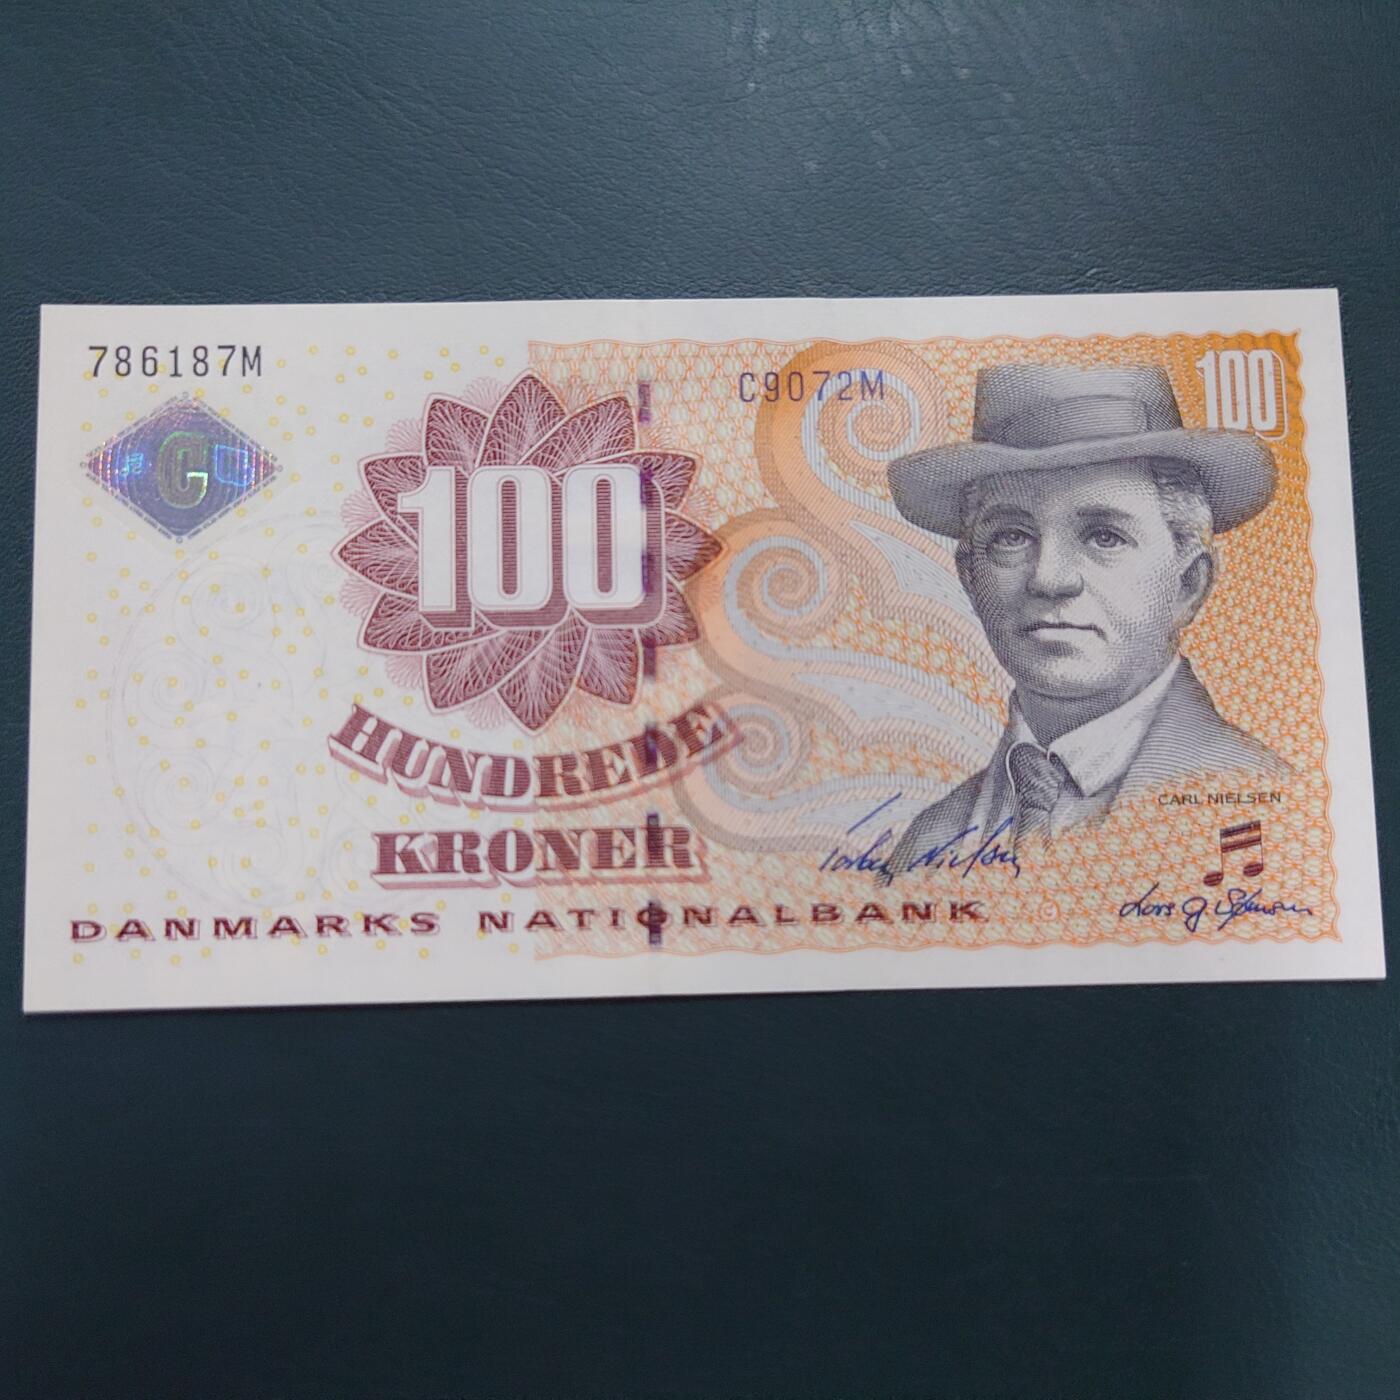 786187M
C9072M
100
C
100
HUNDREDE
KRONER
CARL NIELSEN
DANMARKS NATIONALBANK